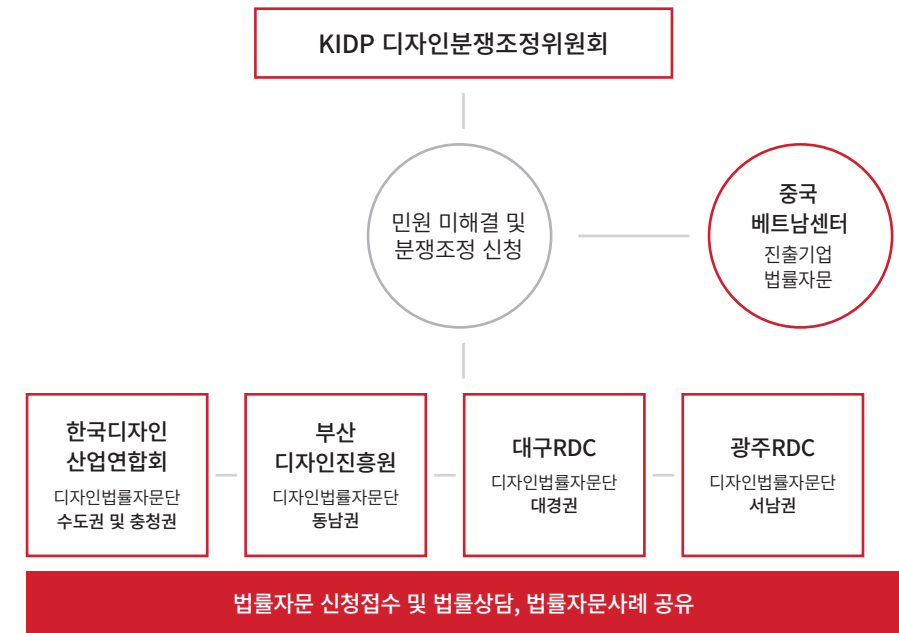 KIDP 디자인분쟁조정위원회
민원 미해결 및
분쟁조정 신청
중국
베트남센터
진출기업
법률자문
한국디자인
산업연합회
디자인법률자문단
수도권 및 충청권
부산
디자인진흥원
디자인법률자문단
동남권
대구RDC
디자인법률자문단
대경권
광주RDC
디자인법률자문단
서남권
법률자문 신청접수 및 법률상담, 법률자문사례 공유